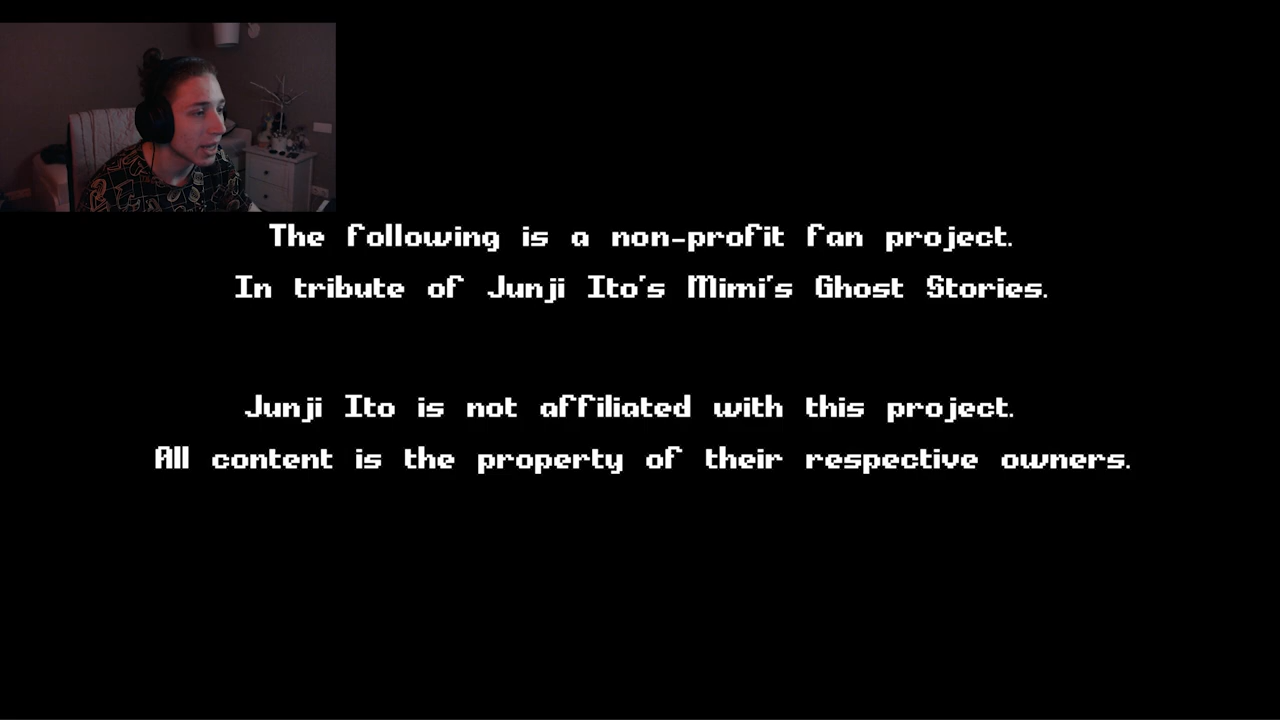 The following is a non-profit fan project.
In tribute of Junji Ito's Mimi's Ghost Stories.
Junji Ito is not affiliated with this project.
All content is the property of their respective owners.